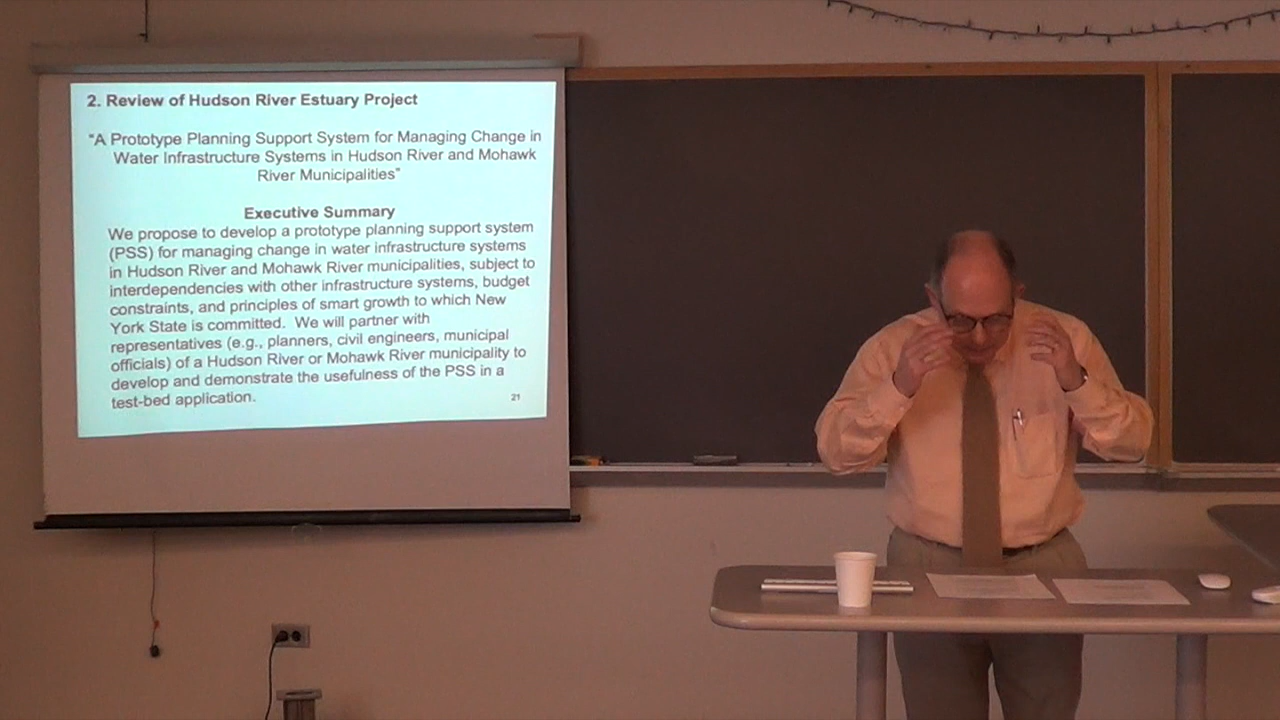 2. Review of Hudson River Estuary Project
"A Prototype Planning Support System for Managing Change in
Water Infrastructure Systems in Hudson River and Mohawk
River Municipalities"
Executive Summary
We propose to develop a prototype planning support system
(PSS) for managing change in water infrastructure systems
in Hudson River and Mohawk River municipalities, subject to
interdependencies with other infrastructure systems, budget
constraints, and principles of smart growth to which New
York State is committed. We will partner with
representatives (e.g., planners, civil engineers, municipal
officials) of a Hudson River or Mohawk River municipality to
develop and demonstrate the usefulness of the PSS in a
test-bed application.
21